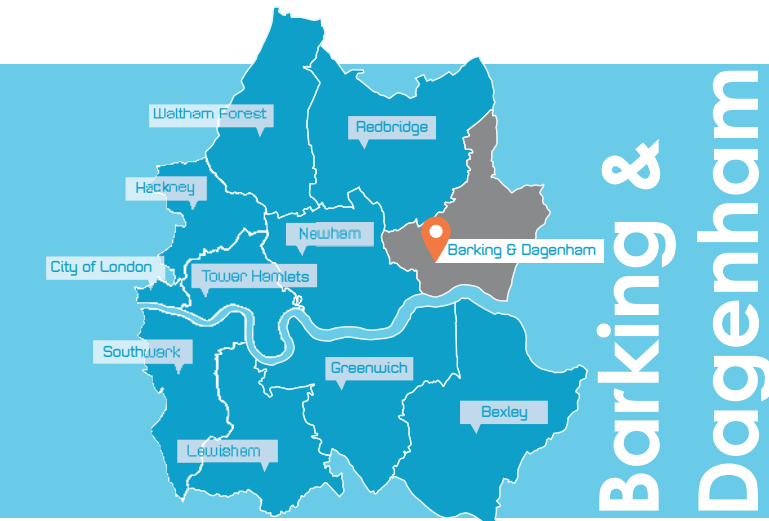 Waltham Forest
Redbridge
Hackney
Newham
Barking & Dagenham
City of London
Tower Hamlets
Southwark
Greenwich
Bexley
Lewisham
Barking &
Dagenham